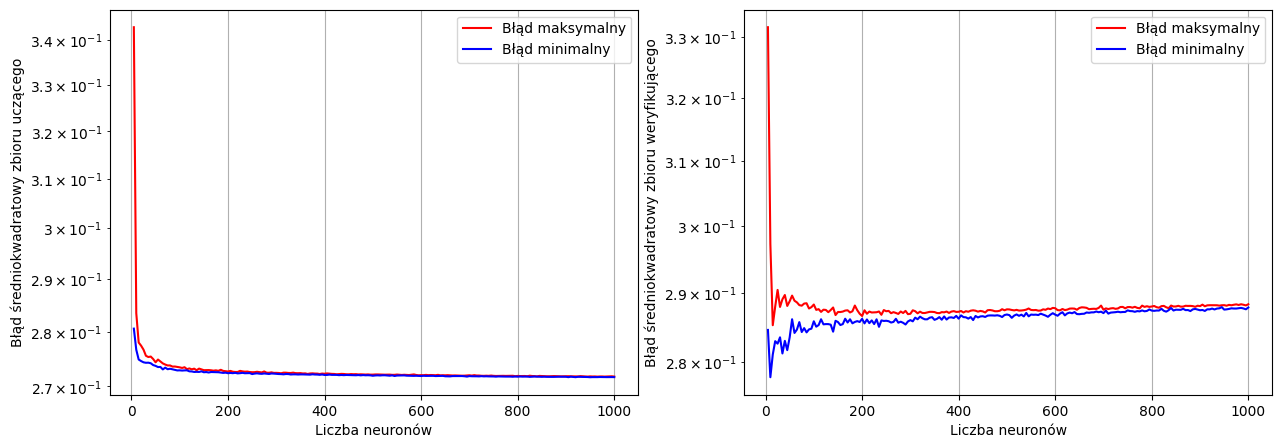 Błąd średniokwadratowy zbioru uczącego
3.4 × 10⁻¹
3.3 × 10⁻¹
3.2 × 10⁻¹
3.1 × 10⁻¹
3 × 10⁻¹
2.9 × 10⁻¹
2.8 × 10⁻¹
2.7 × 10⁻¹
Błąd maksymalny
Błąd minimalny
0 200 400 600 800 1000
Liczba neuronów
Błąd średniokwadratowy zbioru weryfikującego
3.3 × 10⁻¹
3.2 × 10⁻¹
3.1 × 10⁻¹
3 × 10⁻¹
2.9 × 10⁻¹
2.8 × 10⁻¹
Błąd maksymalny
Błąd minimalny
0 200 400 600 800 1000
Liczba neuronów